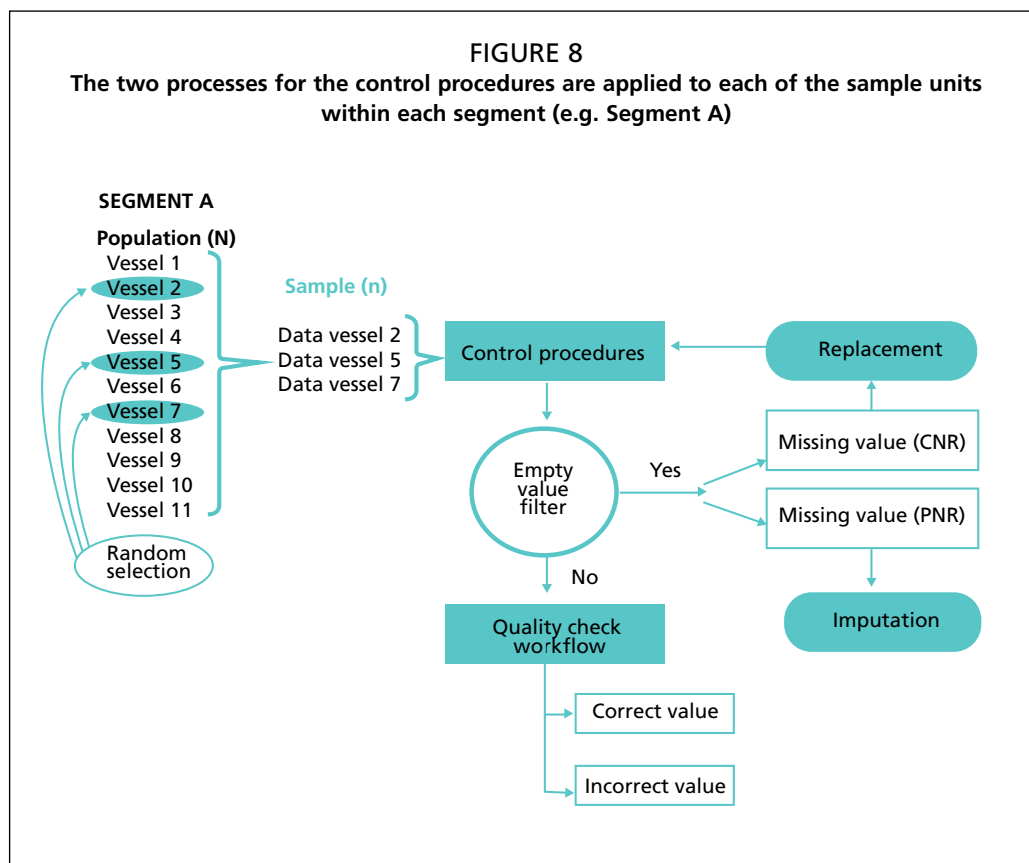 FIGURE 8
The two processes for the control procedures are applied to each of the sample units
within each segment (e.g. Segment A)
SEGMENT A
Population (N)
Vessel 1
Vessel 2
Vessel 3
Vessel 4
Vessel 5
Vessel 6
Vessel 7
Vessel 8
Vessel 9
Vessel 10
Vessel 11
Random
selection
Sample (n)
Data vessel 2
Data vessel 5
Data vessel 7
Control procedures
Empty
value
filter
Yes
No
Replacement
Missing value (CNR)
Missing value (PNR)
Imputation
Quality check
workflow
Correct value
Incorrect value